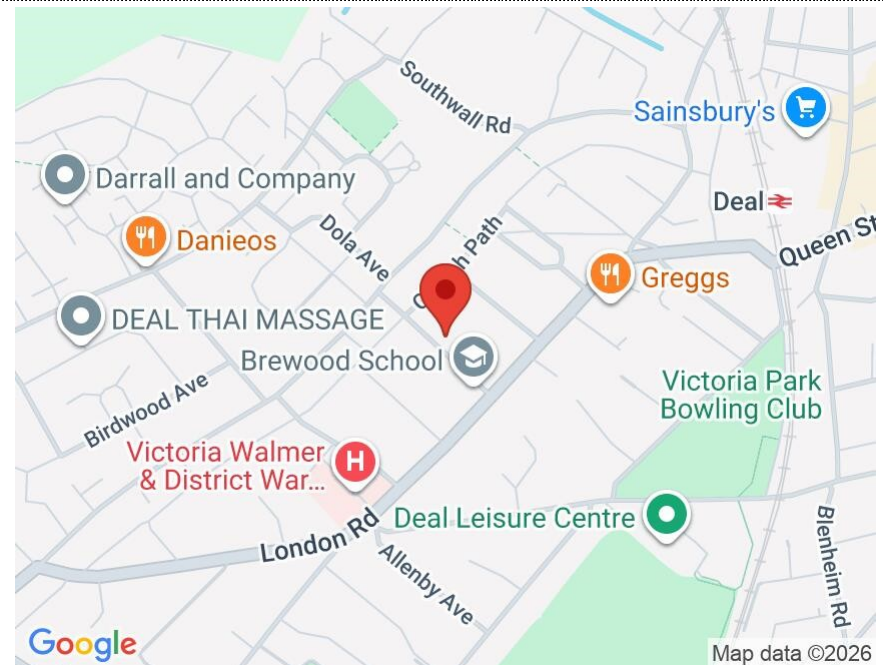 Southwall Rd
Sainsbury's
Darrall and Company
Deal
Dola Ave
Path
Queen St
Danieos
Greggs
DEAL THAI MASSAGE
Brewood School
Victoria Park
Bowling Club
Birdwood Ave
Victoria Walmer
& District War...
H
Deal Leisure Centre
London Rd
Allenby Ave
Blenheim Rd
Google
Map data ©2026